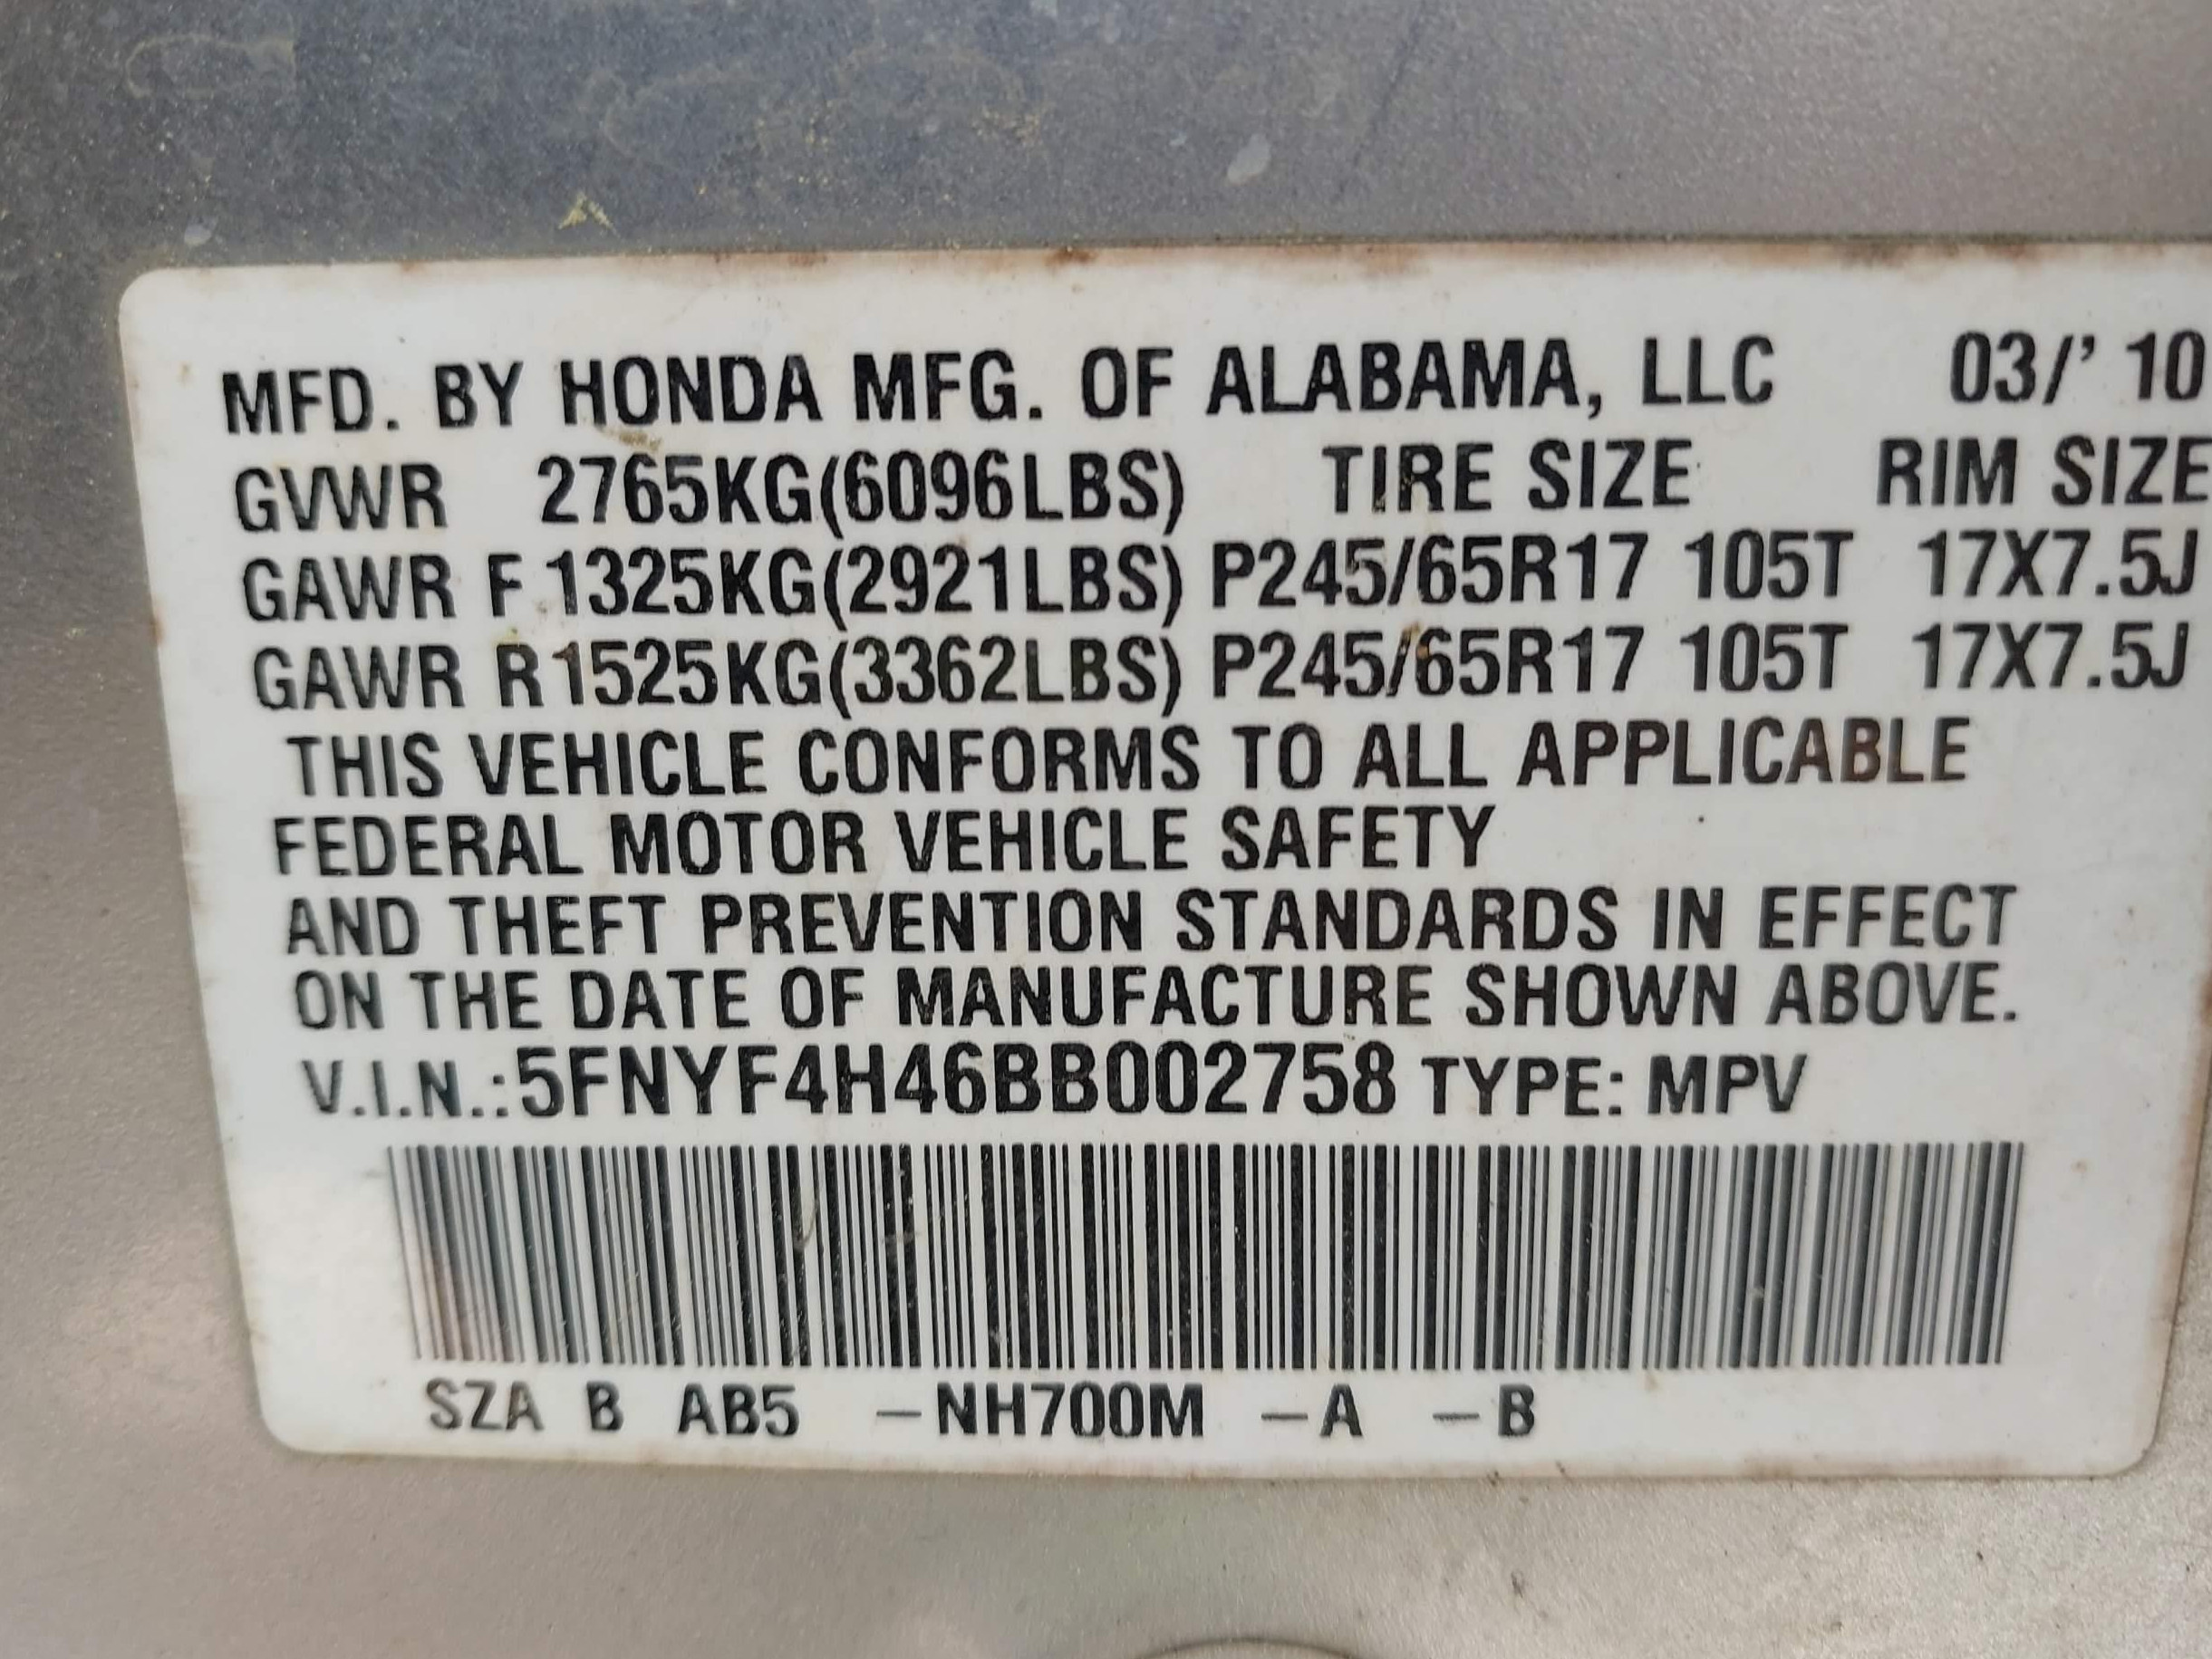 MFD. BY HONDA MFG. OF ALABAMA, LLC 03/'10
GVWR 2765KG(6096LBS) TIRE SIZE RIM SIZE
GAWR F 1325KG(2921LBS) P245/65R17 105T 17X7.5J
GAWR R 1525KG(3362LBS) P245/65R17 105T 17X7.5J
THIS VEHICLE CONFORMS TO ALL APPLICABLE
FEDERAL MOTOR VEHICLE SAFETY
AND THEFT PREVENTION STANDARDS IN EFFECT
ON THE DATE OF MANUFACTURE SHOWN ABOVE.
V.I.N.:5FNYF4H46BB002758 TYPE: MPV
SZA B AB5 -NH700M -A -B